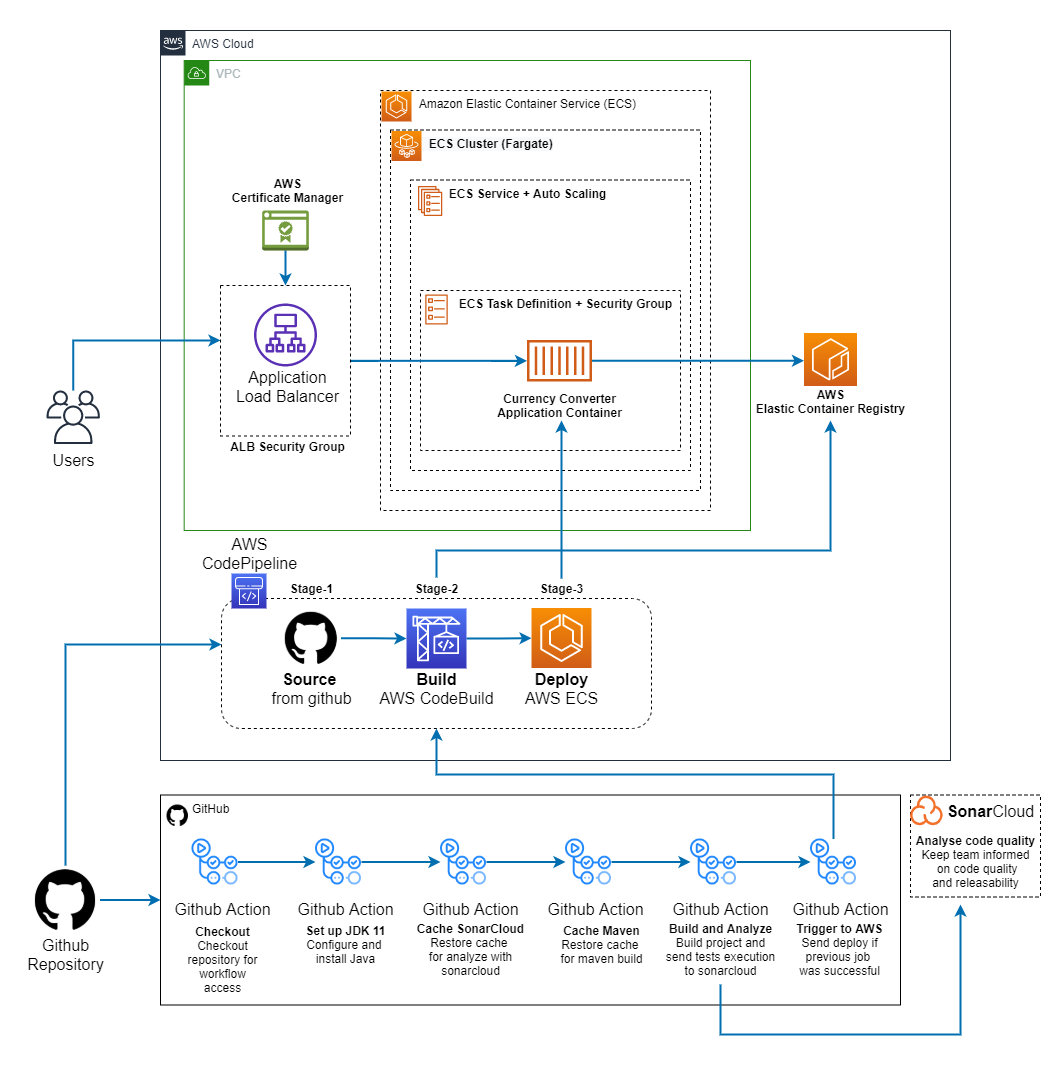 aws
AWS Cloud
VPC
Amazon Elastic Container Service (ECS)
ECS Cluster (Fargate)
AWS
Certificate Manager
ECS Service + Auto Scaling
ECS Task Definition + Security Group
Application
Load Balancer
ALB Security Group
Currency Converter
Application Container
AWS
Elastic Container Registry
Users
AWS
CodePipeline
Stage-1
Stage-2
Stage-3
Source
from github
Build
AWS CodeBuild
Deploy
AWS ECS
GitHub
Github
Repository
Github Action
Checkout
Checkout
repository for
workflow
access
Github Action
Set up JDK 11
Configure and
install Java
Github Action
Cache SonarCloud
Restore cache
for analyze with
sonarcloud
Github Action
Cache Maven
Restore cache
for maven build
Github Action
Build and Analyze
Build project and
send tests execution
to sonarcloud
Github Action
Trigger to AWS
Send deploy if
previous job
was successful
SonarCloud
Analyse code quality
Keep team informed
on code quality
and releasability